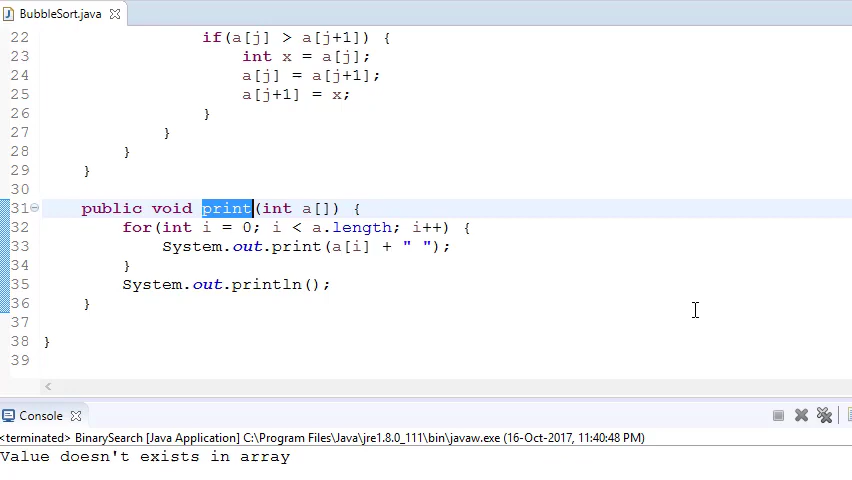 BubbleSort.java
22 if(a[j] > a[j+1]) {
23 int x = a[j];
24 a[j] = a[j+1];
25 a[j+1] = x;
26 }
27 }
28 }
29 }
30
31 public void print(int a[]) {
32 for(int i = 0; i < a.length; i++) {
33 System.out.print(a[i] + " ");
34 }
35 System.out.println();
36 }
37
38 }
39
Console
<terminated> BinarySearch [Java Application] C:\Program Files\Java\jre1.8.0_111\bin\javaw.exe (16-Oct-2017, 11:40:48 PM)
Value doesn't exists in array